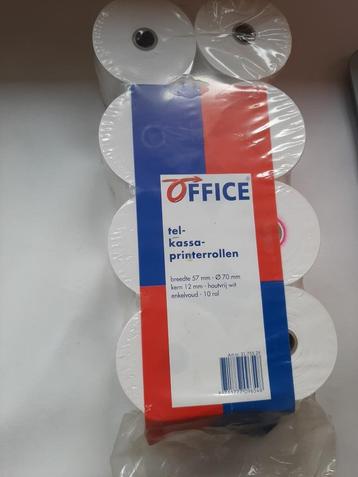 OFFICE
tel-
kassa-
printerrollen
breedte 57 mm - Ø 70 mm
kern 12 mm - houtvrij wit
enkelvoud - 10 rol